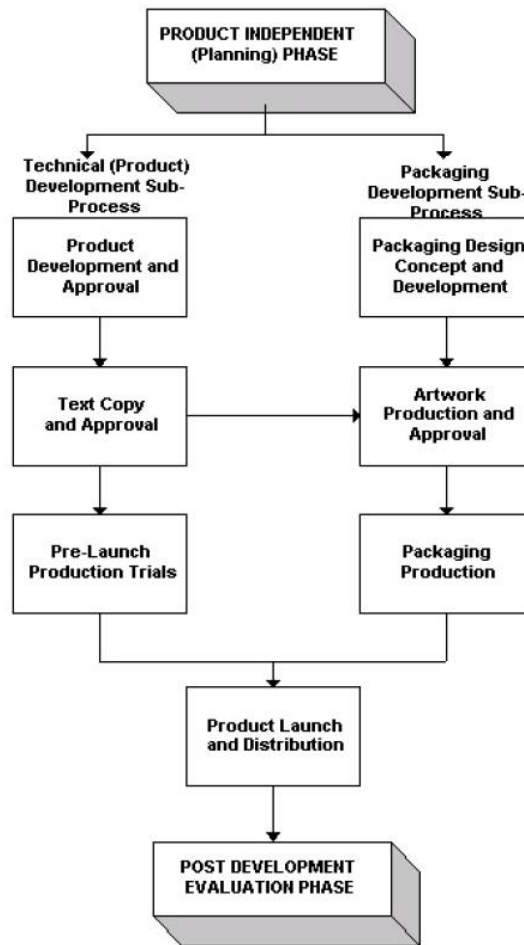 PRODUCT INDEPENDENT
(Planning) PHASE
Technical (Product)
Development Sub-
Process
Packaging
Development Sub-
Process
Product
Development and
Approval
Packaging Design
Concept and
Development
Text Copy
and Approval
Artwork
Production and
Approval
Pre-Launch
Production Trials
Packaging
Production
Product Launch
and Distribution
POST DEVELOPMENT
EVALUATION PHASE